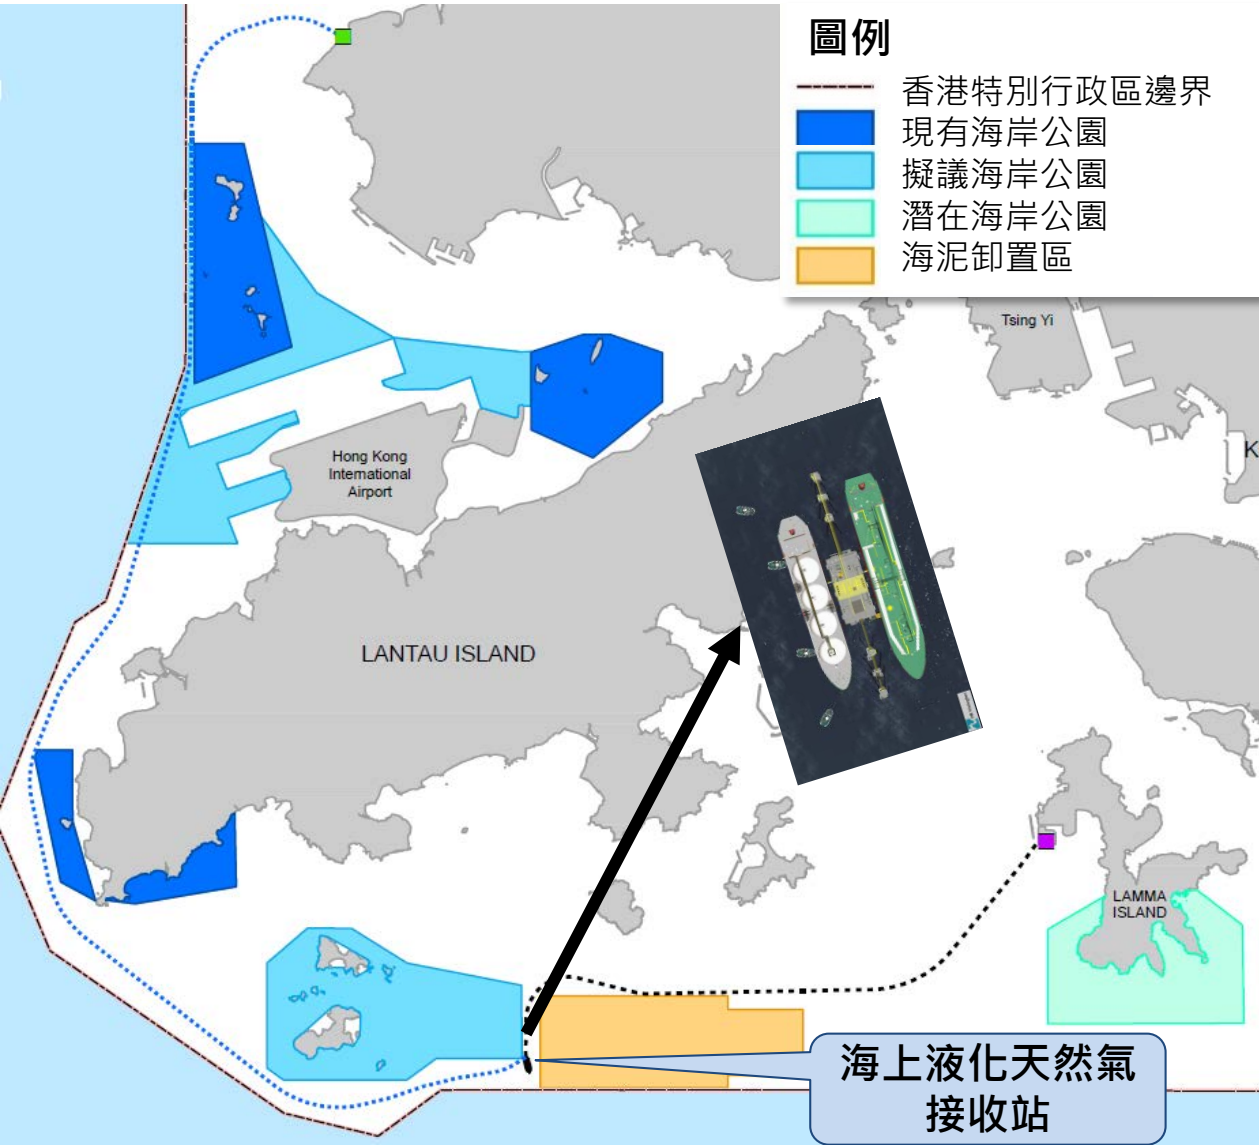 圖例
香港特別行政區邊界
現有海岸公園
擬議海岸公園
潛在海岸公園
海泥卸置區
Tsing Yi
K
Hong Kong
International
Airport
LANTAU ISLAND
LAMMA
ISLAND
海上液化天然氣
接收站